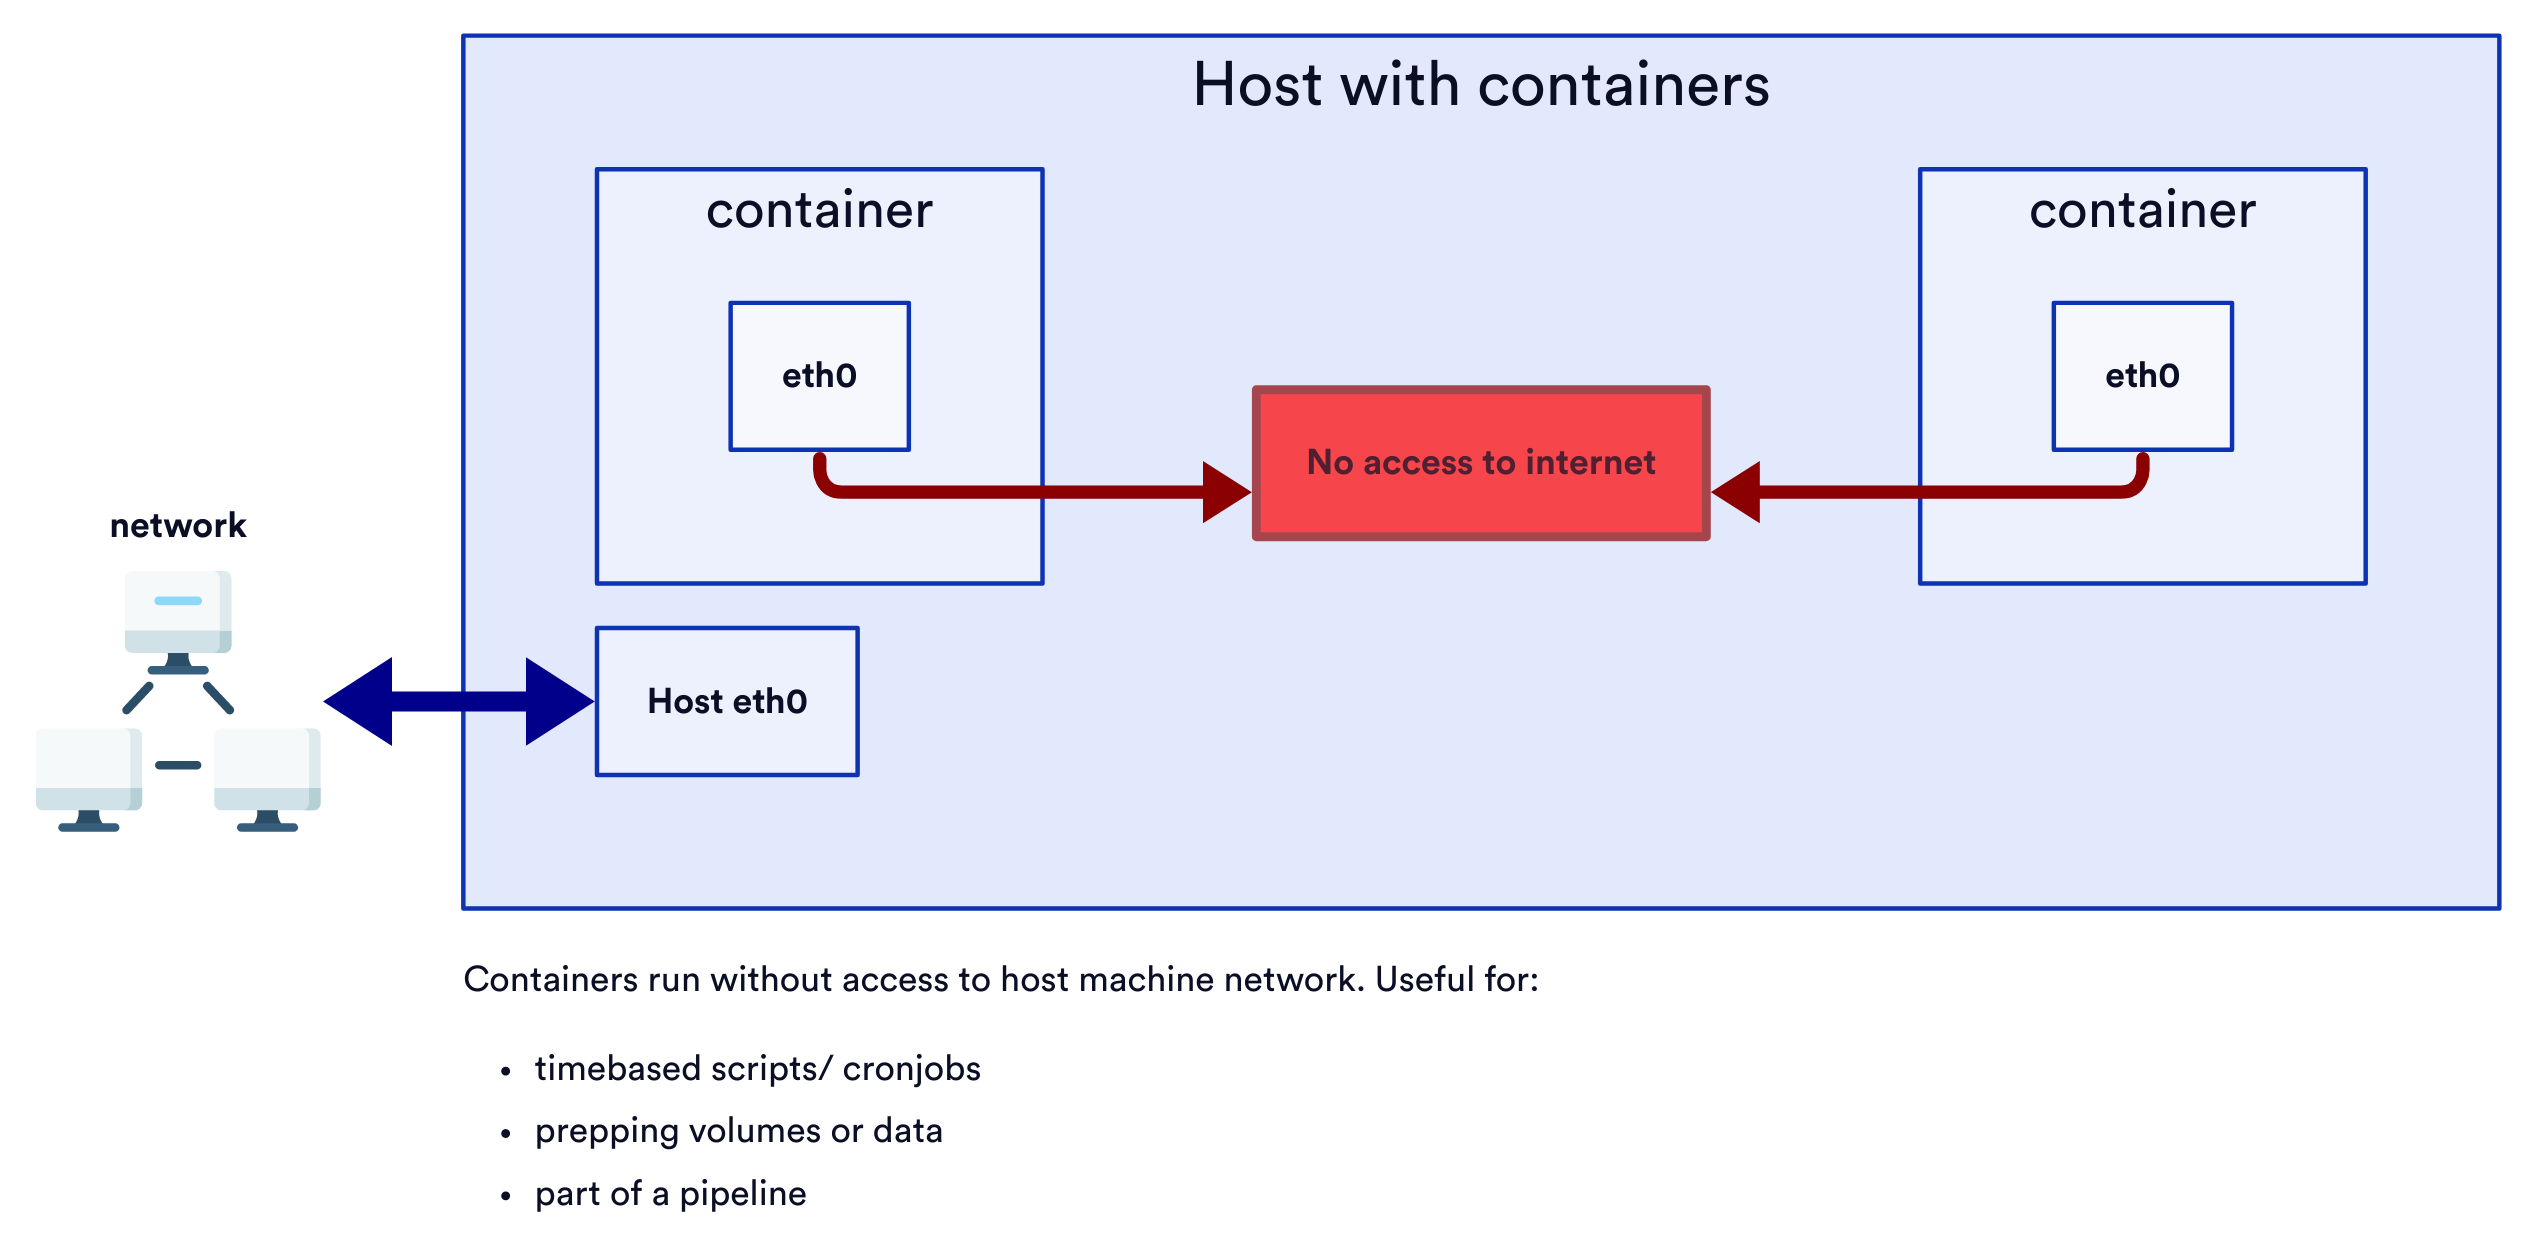 Host with containers
container
container
eth0
eth0
No access to internet
network
Host eth0
Containers run without access to host machine network. Useful for:
• timebased scripts/ cronjobs
• prepping volumes or data
• part of a pipeline